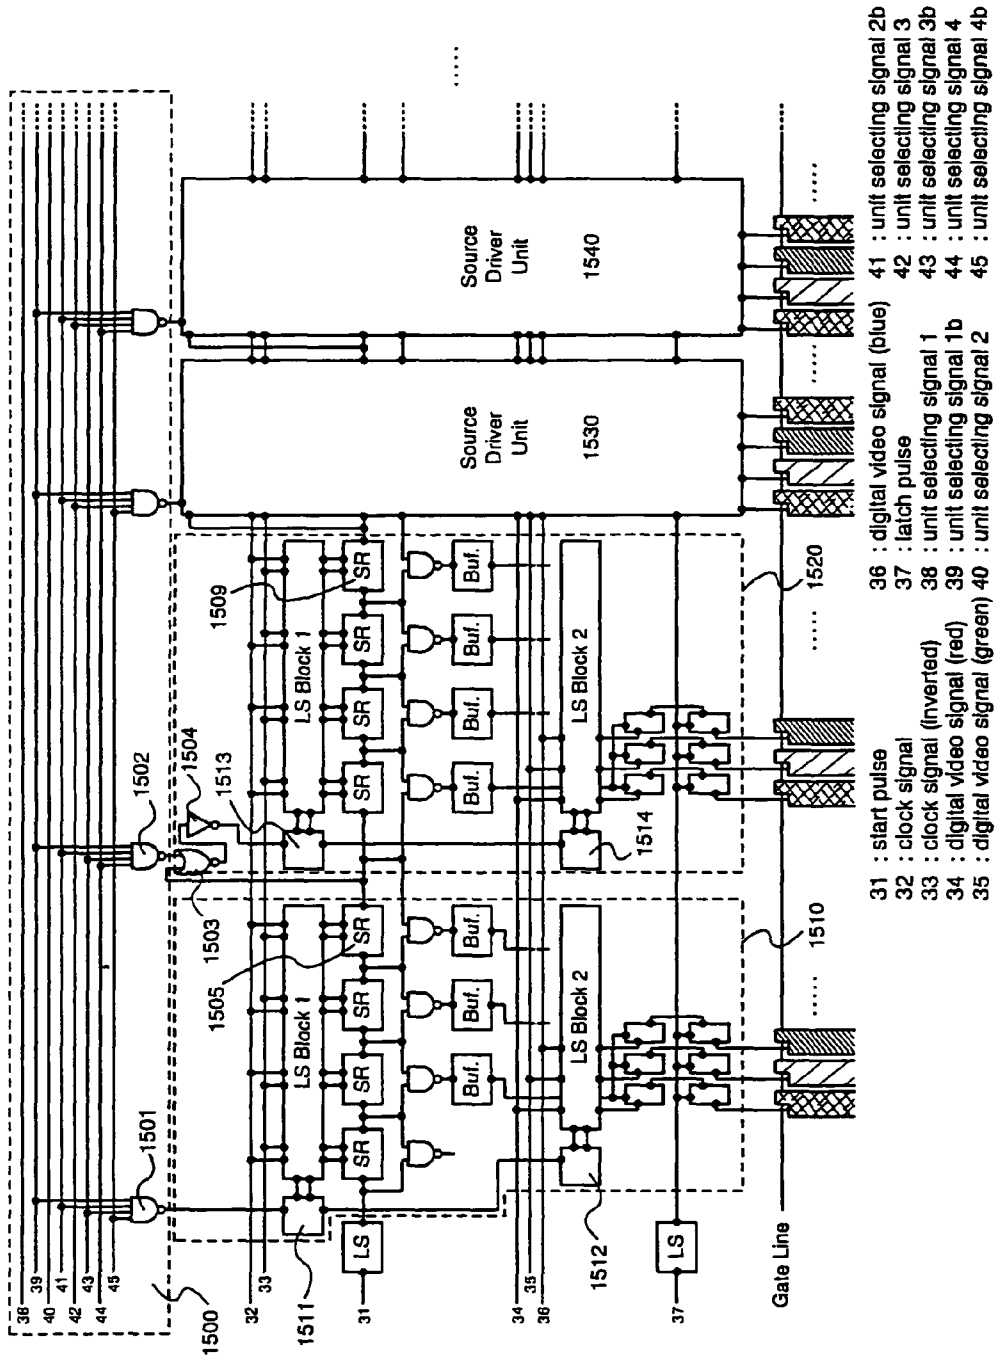 38
39
40
41
42
43
44
45
1500
1501
1502
1503
1504
32
33
1511
LS Block 1
1513
LS Block 1
1505
1509
SR
SR
SR
SR
SR
SR
SR
SR
31
LS
Buf.
Buf.
Buf.
Buf.
Buf.
Buf.
Buf.
34
35
36
1512
LS Block 2
1514
LS Block 2
37
LS
1510
1520
Source
Driver
Unit
1530
Source
Driver
Unit
1540
Gate Line
31 : start pulse
32 : clock signal
33 : clock signal (inverted)
34 : digital video signal (red)
35 : digital video signal (green)
36 : digital video signal (blue)
37 : latch pulse
38 : unit selecting signal 1
39 : unit selecting signal 1b
40 : unit selecting signal 2
41 : unit selecting signal 2b
42 : unit selecting signal 3
43 : unit selecting signal 3b
44 : unit selecting signal 4
45 : unit selecting signal 4b